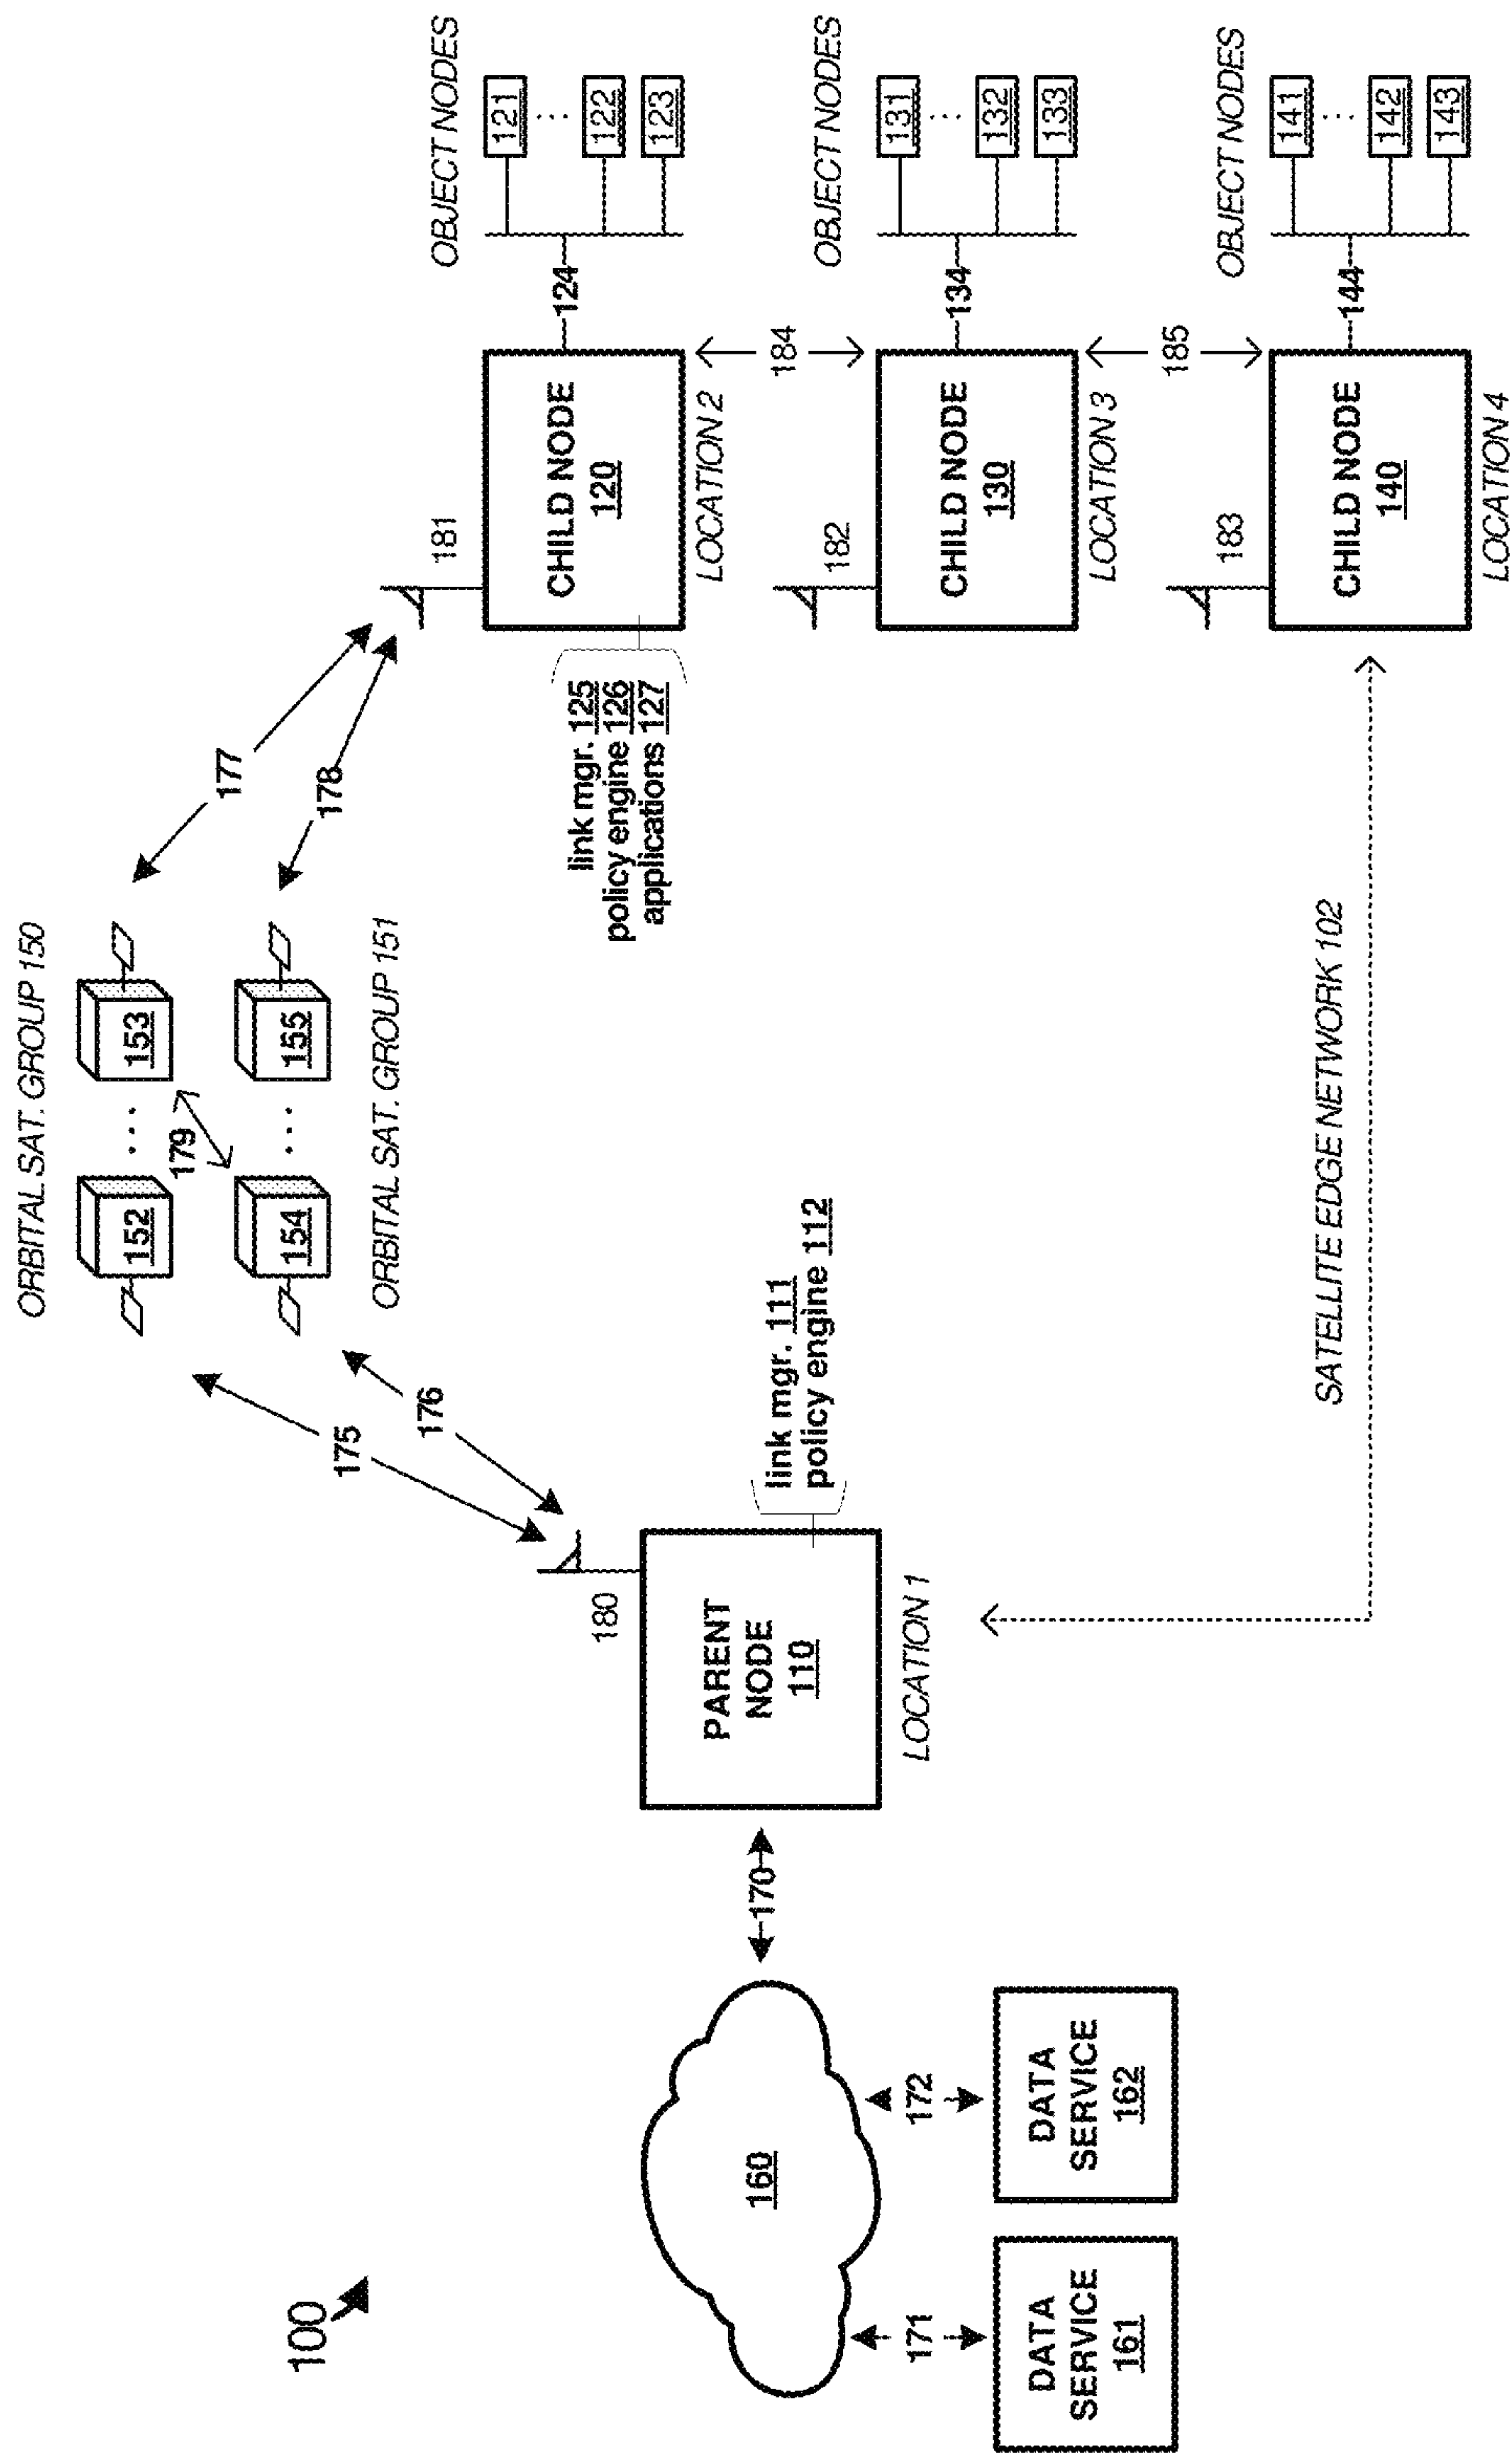 100
ORBITAL SAT. GROUP 150
152
...
153
179
154
...
155
ORBITAL SAT. GROUP 151
175
176
177
178
160
170
171
172
DATA
SERVICE
161
DATA
SERVICE
162
180
PARENT
NODE
110
LOCATION 1
link mgr. 111
policy engine 112
181
CHILD NODE
120
LOCATION 2
link mgr. 125
policy engine 126
applications 127
124
OBJECT NODES
121
...
122
123
184
182
CHILD NODE
130
LOCATION 3
134
OBJECT NODES
131
...
132
133
185
183
CHILD NODE
140
LOCATION 4
144
OBJECT NODES
141
...
142
143
SATELLITE EDGE NETWORK 102